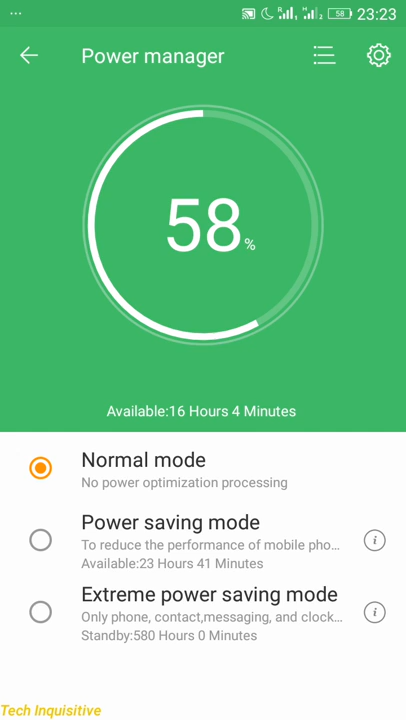 ... R 1 H 2 58 23:23
Power manager
58%
Available:16 Hours 4 Minutes
Normal mode
No power optimization processing
Power saving mode
To reduce the performance of mobile pho...
Available:23 Hours 41 Minutes
Extreme power saving mode
Only phone, contact,messaging, and clock...
Standby:580 Hours 0 Minutes
Tech Inquisitive